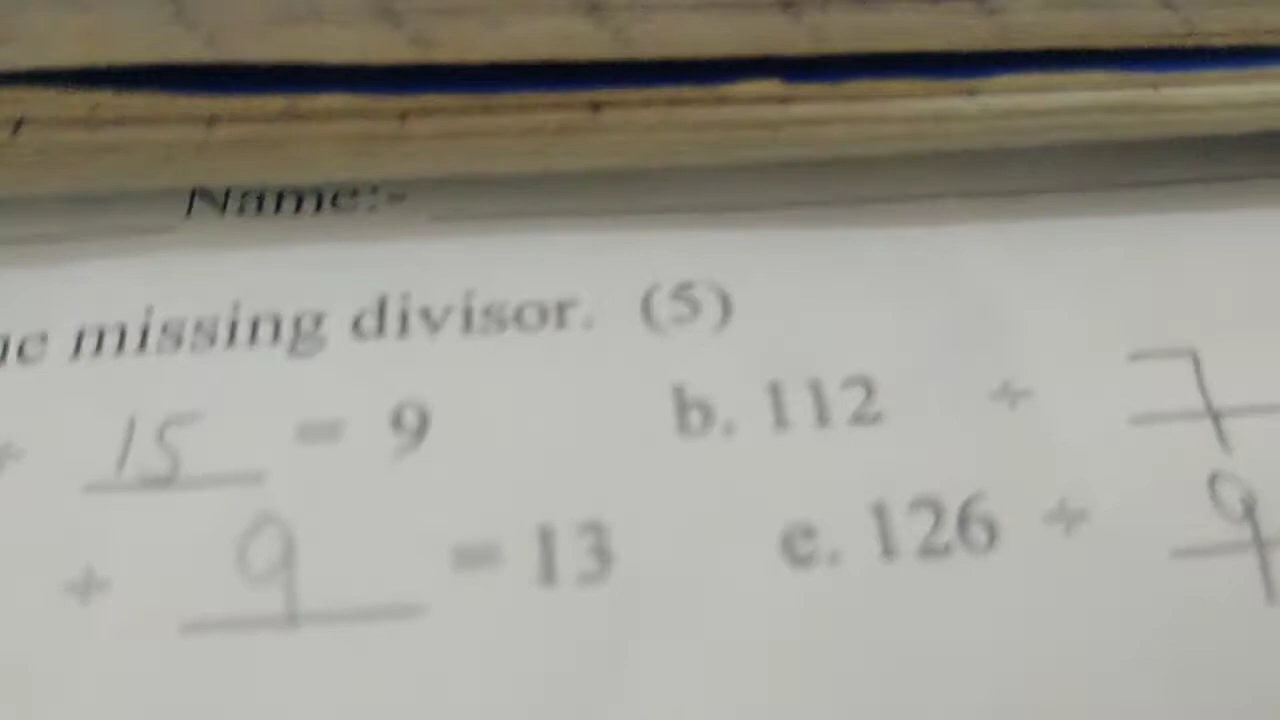 Name:-
missing divisor. (5)
÷ 15 = 9 b. 112 ÷ 7
÷ 9 = 13 e. 126 ÷ 9